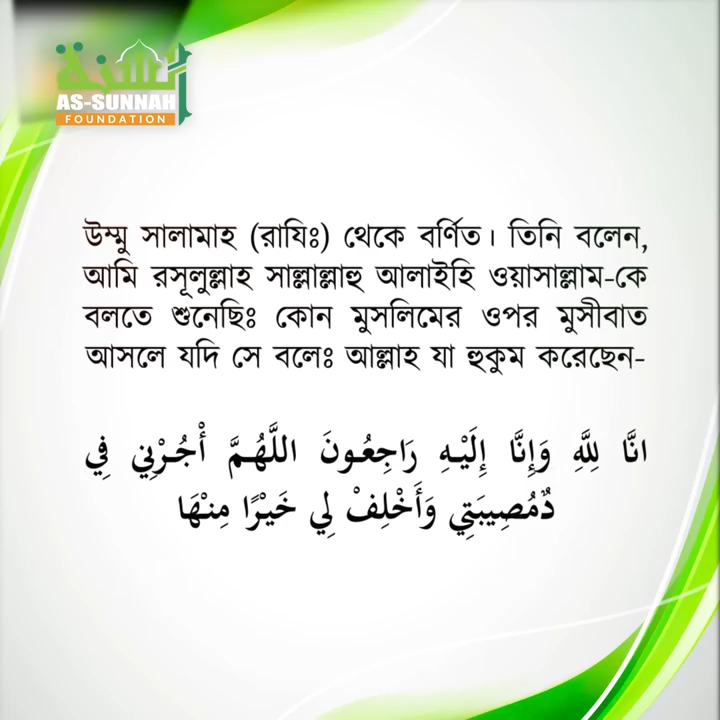 السنة
AS-SUNNAH
FOUNDATION
উম্মু সালামাহ (রাযিঃ) থেকে বর্ণিত। তিনি বলেন,
আমি রসূলুল্লাহ সাল্লাল্লাহু আলাইহি ওয়াসাল্লাম-কে
বলতে শুনেছিঃ কোন মুসলিমের ওপর মুসীবাত
আসলে যদি সে বলেঃ আল্লাহ যা হুকুম করেছেন-
انَّا لِلَّهِ وَإِنَّا إِلَيْهِ رَاجِعُونَ اللَّهُمَّ أْجُرْنِي فِي
دٌمُصِيبَتِي وَأَخْلِفْ لِي خَيْرًا مِنْهَا